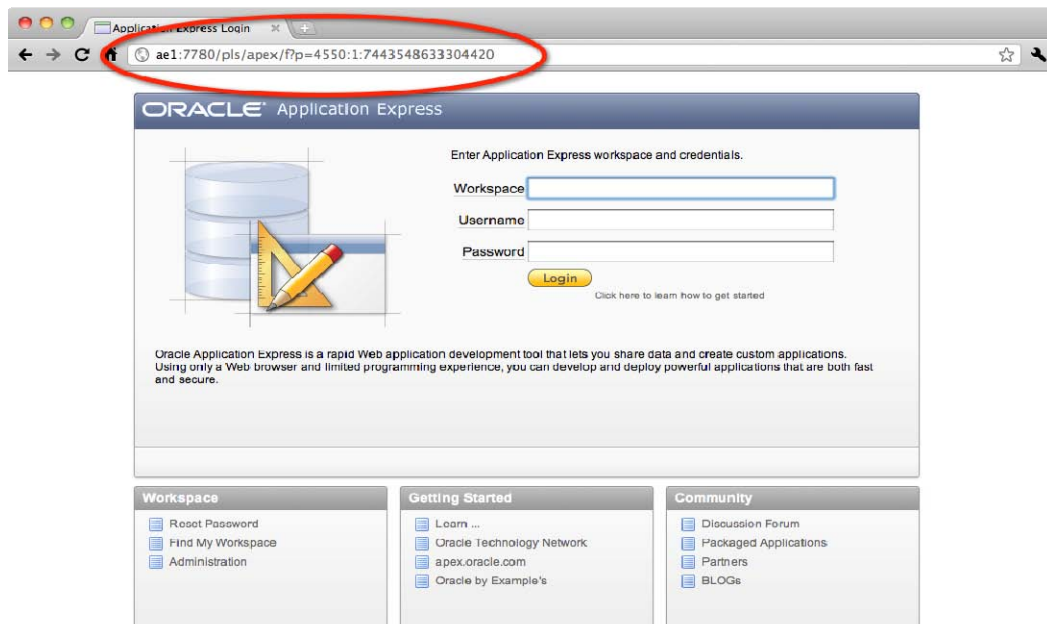 Application Express Login
ae1:7780/pls/apex/f?p=4550:1:7443548633304420
ORACLE Application Express
Enter Application Express workspace and credentials.
Workspace
Username
Password
Login
Click here to learn how to get started
Oracle Application Express is a rapid Web application development tool that lets you share data and create custom applications.
Using only a Web browser and limited programming experience, you can develop and deploy powerful applications that are both fast
and secure.
Workspace
Reset Password
Find My Workspace
Administration
Getting Started
Learn ...
Oracle Technology Network
apex.oracle.com
Oracle by Example's
Community
Discussion Forum
Packaged Applications
Partners
BLOGs